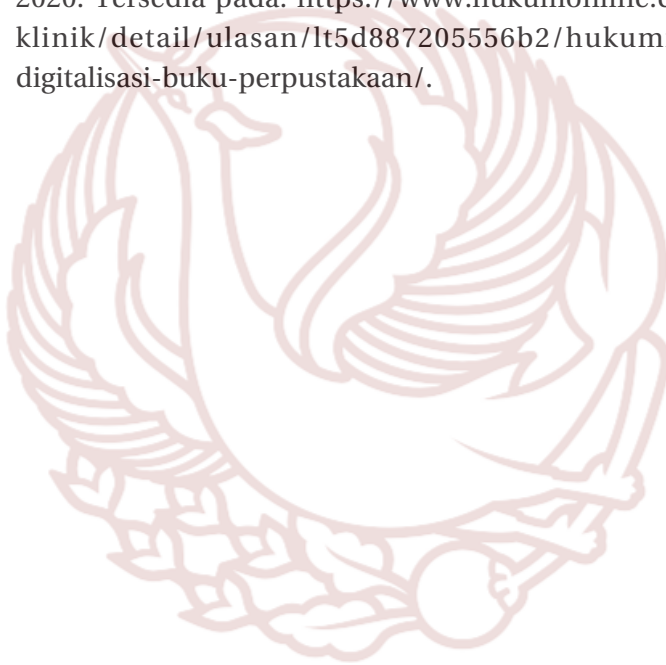 2020. Tersedia pada: https://www.hukumonline.c
klinik/detail/ulasan/lt5d887205556b2/hukum
digitalisasi-buku-perpustakaan/.